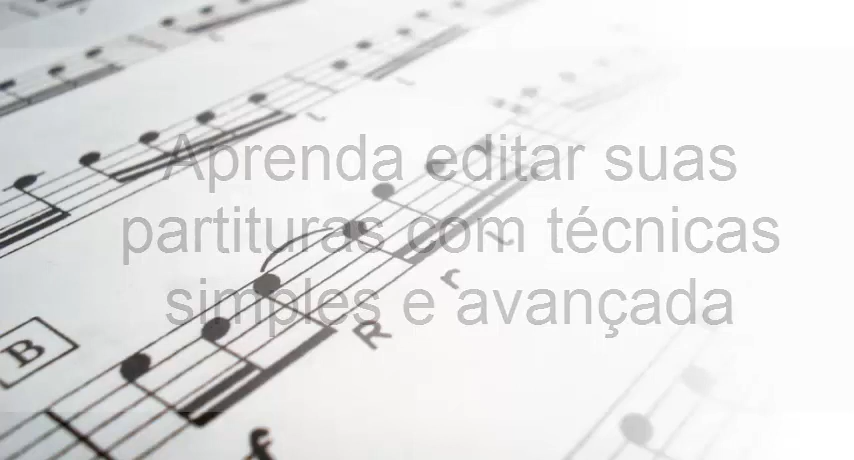 Aprenda editar suas
partituras com técnicas
simples e avançada
B
R r L
f